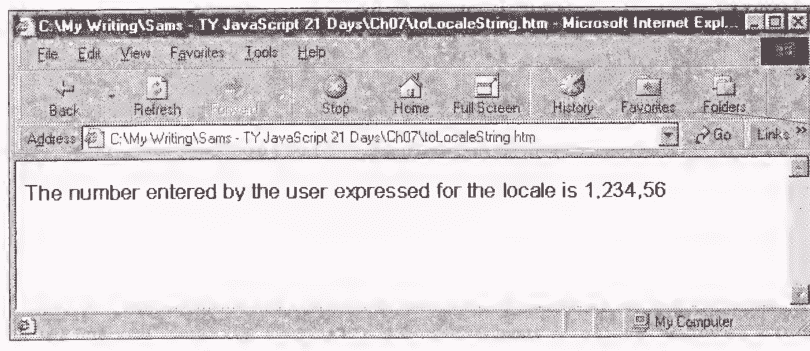 C:\My Writing\Sams - TY JavaScript 21 Days\Ch07\toLocaleString.htm - Microsoft Internet Expl...
File Edit View Favorites Tools Help
Back Refresh Forward Stop Home Full Screen History Favorites Folders »
Address C:\My Writing\Sams - TY JavaScript 21 Days\Ch07\toLocaleString.htm Go Links »
The number entered by the user expressed for the locale is 1,234,56
My Computer